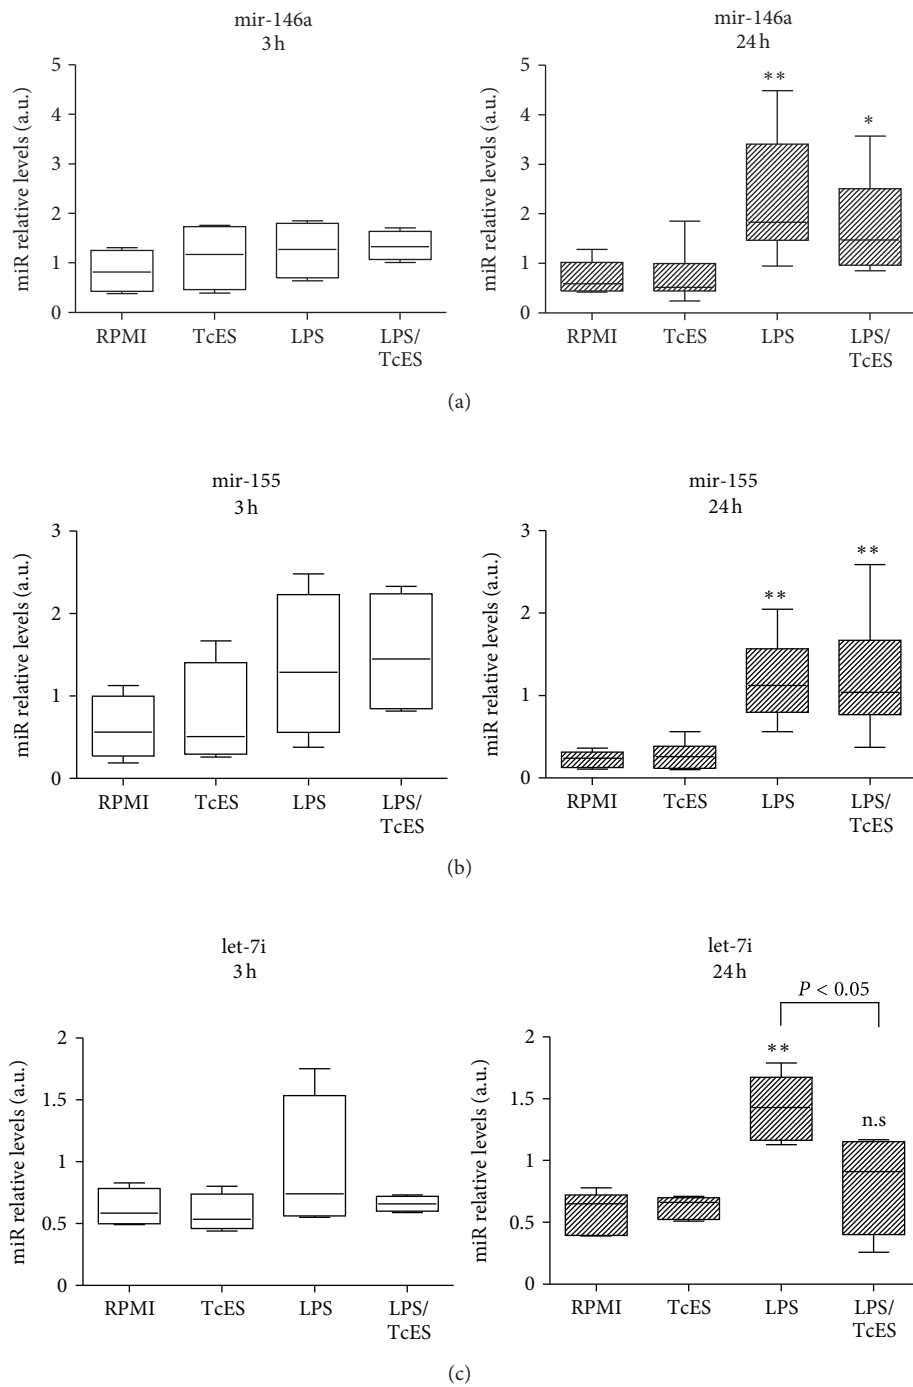 mir-146a
3 h
miR relative levels (a.u.)
5
4
3
2
1
0
RPMI
TcES
LPS
LPS/
TcES
mir-146a
24 h
miR relative levels (a.u.)
5
4
3
2
1
0
**
*
RPMI
TcES
LPS
LPS/
TcES
(a)
mir-155
3 h
miR relative levels (a.u.)
3
2
1
0
RPMI
TcES
LPS
LPS/
TcES
mir-155
24 h
miR relative levels (a.u.)
3
2
1
0
**
**
RPMI
TcES
LPS
LPS/
TcES
(b)
let-7i
3 h
miR relative levels (a.u.)
2
1.5
1
0.5
0
RPMI
TcES
LPS
LPS/
TcES
let-7i
24 h
P < 0.05
miR relative levels (a.u.)
2
1.5
1
0.5
0
**
n.s
RPMI
TcES
LPS
LPS/
TcES
(c)